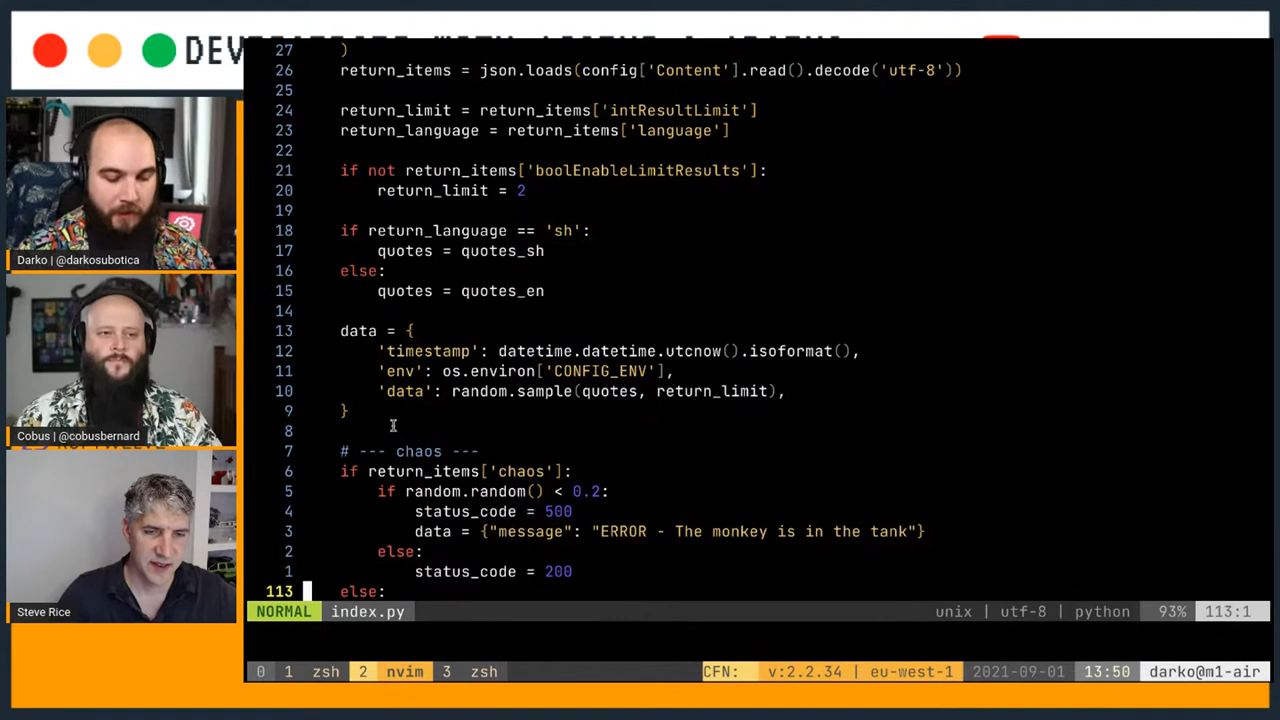 DEV
27 )
26 return_items = json.loads(config['Content'].read().decode('utf-8'))
25
24 return_limit = return_items['intResultLimit']
23 return_language = return_items['language']
22
21 if not return_items['boolEnableLimitResults']:
20 return_limit = 2
19
18 if return_language == 'sh':
17 quotes = quotes_sh
16 else:
15 quotes = quotes_en
14
13 data = {
12 'timestamp': datetime.datetime.utcnow().isoformat(),
11 'env': os.environ['CONFIG_ENV'],
10 'data': random.sample(quotes, return_limit),
9 }
8
7 # --- chaos ---
6 if return_items['chaos']:
5 if random.random() < 0.2:
4 status_code = 500
3 data = {"message": "ERROR - The monkey is in the tank"}
2 else:
1 status_code = 200
113 else:
NORMAL index.py unix | utf-8 | python 93% 113:1
0 1 zsh 2 nvim 3 zsh CFN: v:2.2.34 | eu-west-1 2021-09-01 13:50 darko@m1-air
Darko | @darkosubotica
Cobus | @cobusbernard
Steve Rice